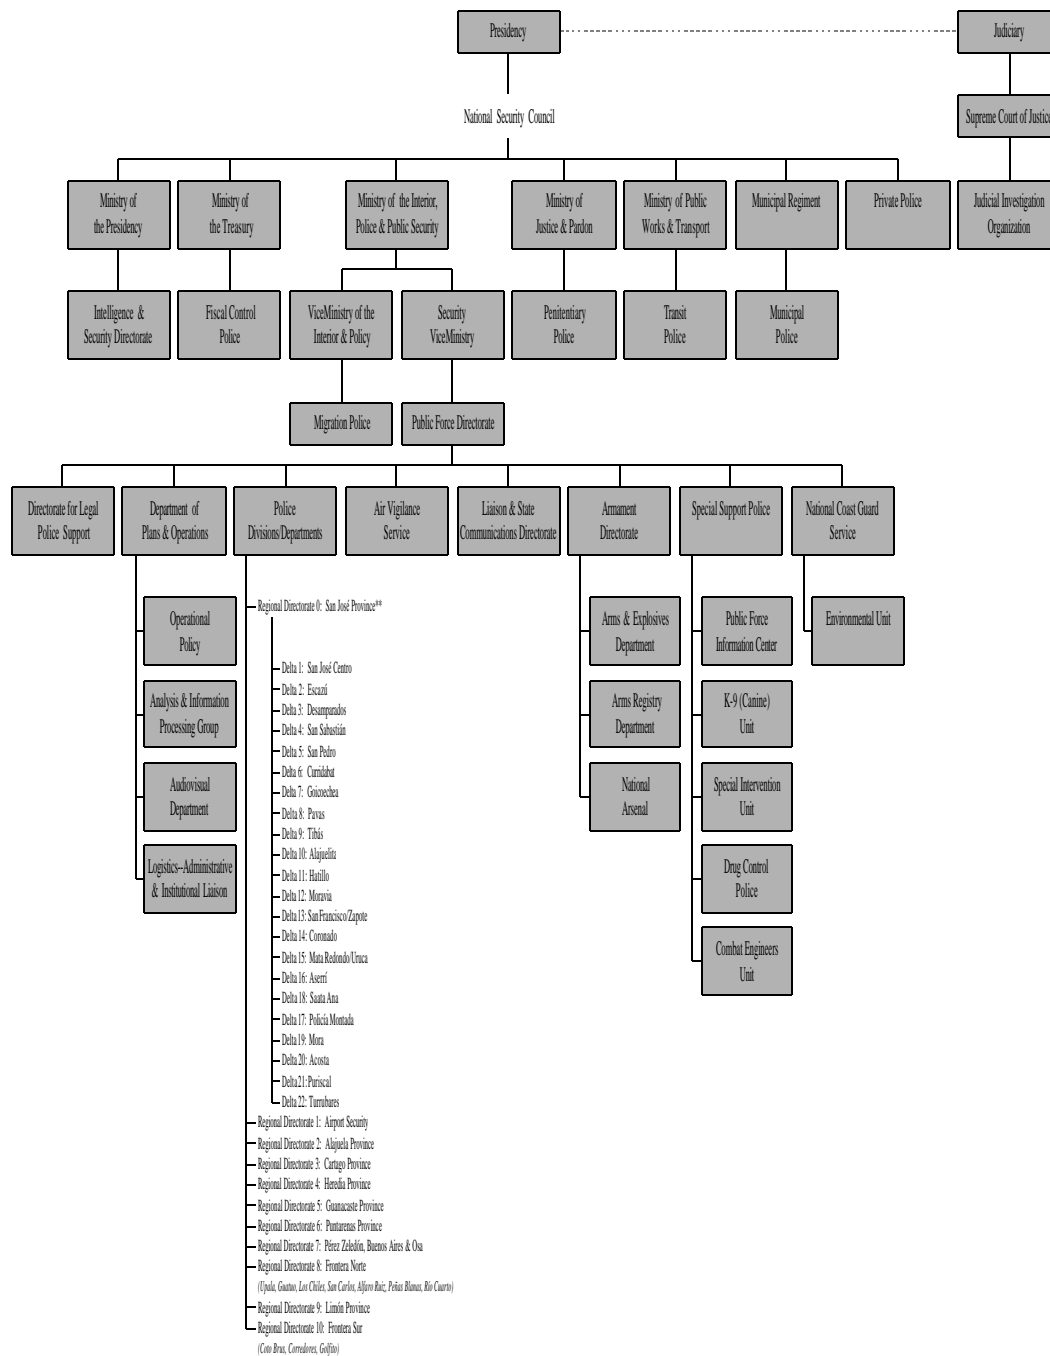 Presidency
Judiciary
National Security Council
Supreme Court of Justice
Ministry of
the Presidency
Ministry of
the Treasury
Ministry of the Interior,
Police & Public Security
Ministry of
Justice & Pardon
Ministry of Public
Works & Transport
Municipal Regiment
Private Police
Judicial Investigation
Organization
Intelligence &
Security Directorate
Fiscal Control
Police
ViceMinistry of the
Interior & Policy
Security
ViceMinistry
Penitentiary
Police
Transit
Police
Municipal
Police
Migration Police
Public Force Directorate
Directorate for Legal
Police Support
Department of
Plans & Operations
Police
Divisions/Departments
Air Vigilance
Service
Liaison & State
Communications Directorate
Armament
Directorate
Special Support Police
National Coast Guard
Service
Operational
Policy
Analysis & Information
Processing Group
Audiovisual
Department
Logistics--Administrative
& Institutional Liaison
Regional Directorate 0: San José Province**
Delta 1: San José Centro
Delta 2: Escazú
Delta 3: Desamparados
Delta 4: San Sabastián
Delta 5: San Pedro
Delta 6: Curridabat
Delta 7: Goicoechea
Delta 8: Pavas
Delta 9: Tibás
Delta 10: Alajuelita
Delta 11: Hatillo
Delta 12: Moravia
Delta 13: San Francisco/Zapote
Delta 14: Coronado
Delta 15: Mata Redondo/Uruca
Delta 16: Aserrí
Delta 18: Saata Ana
Delta 17: Policía Montada
Delta 19: Mora
Delta 20: Acosta
Delta 21: Puriscal
Delta 22: Turrubares
Regional Directorate 1: Airport Security
Regional Directorate 2: Alajuela Province
Regional Directorate 3: Cartago Province
Regional Directorate 4: Heredia Province
Regional Directorate 5: Guanacaste Province
Regional Directorate 6: Puntarenas Province
Regional Directorate 7: Pérez Zeledón, Buenos Aires & Osa
Regional Directorate 8: Frontera Norte
(Upala, Guatuo, Los Chiles, San Carlos, Alfaro Ruiz, Peñas Blanas, Río Cuarto)
Regional Directorate 9: Limón Province
Regional Directorate 10: Frontera Sur
(Coto Brus, Corredores, Golfito)
Arms & Explosives
Department
Arms Registry
Department
National
Arsenal
Public Force
Information Center
K-9 (Canine)
Unit
Special Intervention
Unit
Drug Control
Police
Combat Engineers
Unit
Environmental Unit